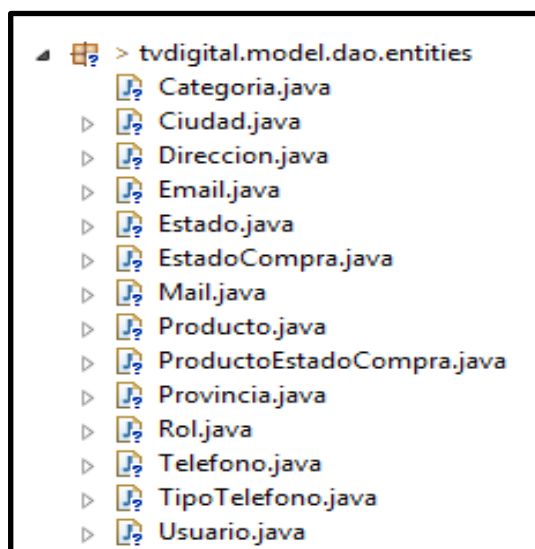 > tvdigital.model.dao.entities
Categoria.java
Ciudad.java
Direccion.java
Email.java
Estado.java
EstadoCompra.java
Mail.java
Producto.java
ProductoEstadoCompra.java
Provincia.java
Rol.java
Telefono.java
TipoTelefono.java
Usuario.java